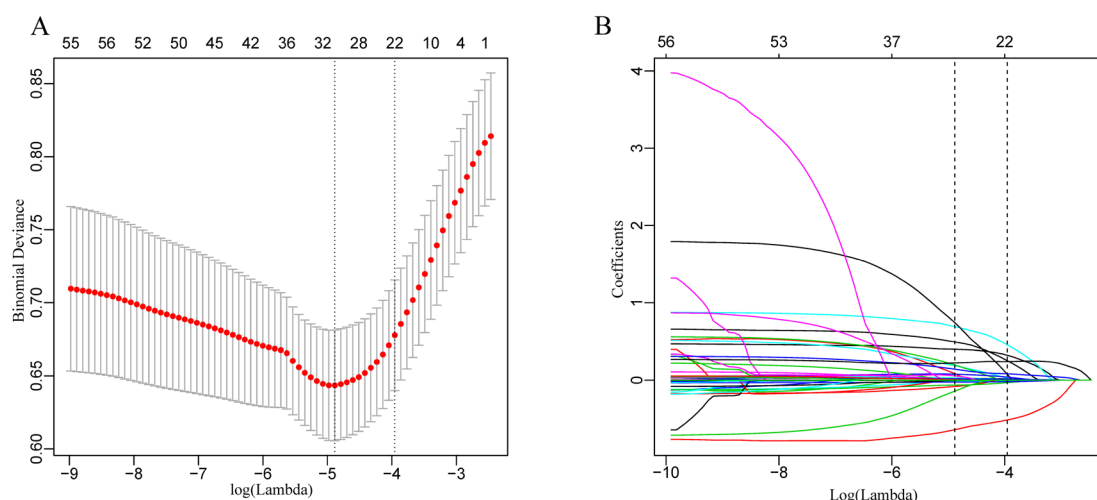 A
55 56 52 50 45 42 36 32 28 22 10 4 1
Binomial Deviance
0.85
0.80
0.75
0.70
0.65
0.60
−9 −8 −7 −6 −5 −4 −3
log(Lambda)
B
56 53 37 22
Coefficients
4
3
2
1
0
−10 −8 −6 −4
Log(Lambda)